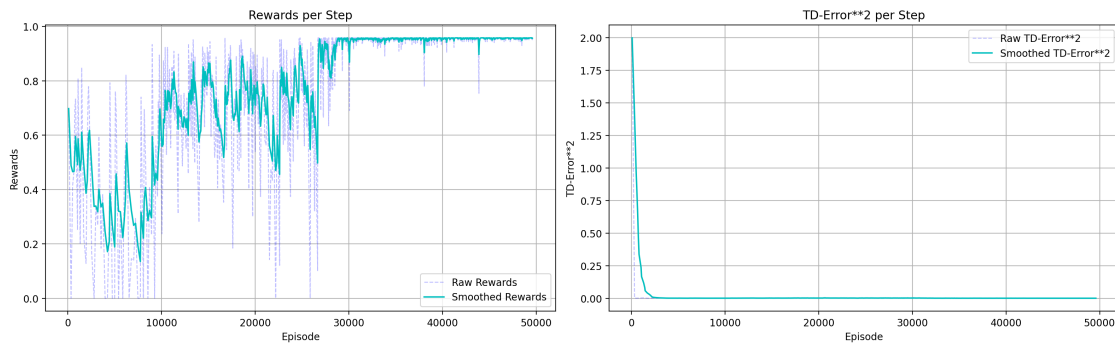 Rewards per Step
1.0
0.8
0.6
0.4
0.2
0.0
Rewards
0
10000
20000
30000
40000
50000
Episode
Raw Rewards
Smoothed Rewards
TD-Error**2 per Step
2.00
1.75
1.50
1.25
1.00
0.75
0.50
0.25
0.00
TD-Error**2
0
10000
20000
30000
40000
50000
Episode
Raw TD-Error**2
Smoothed TD-Error**2